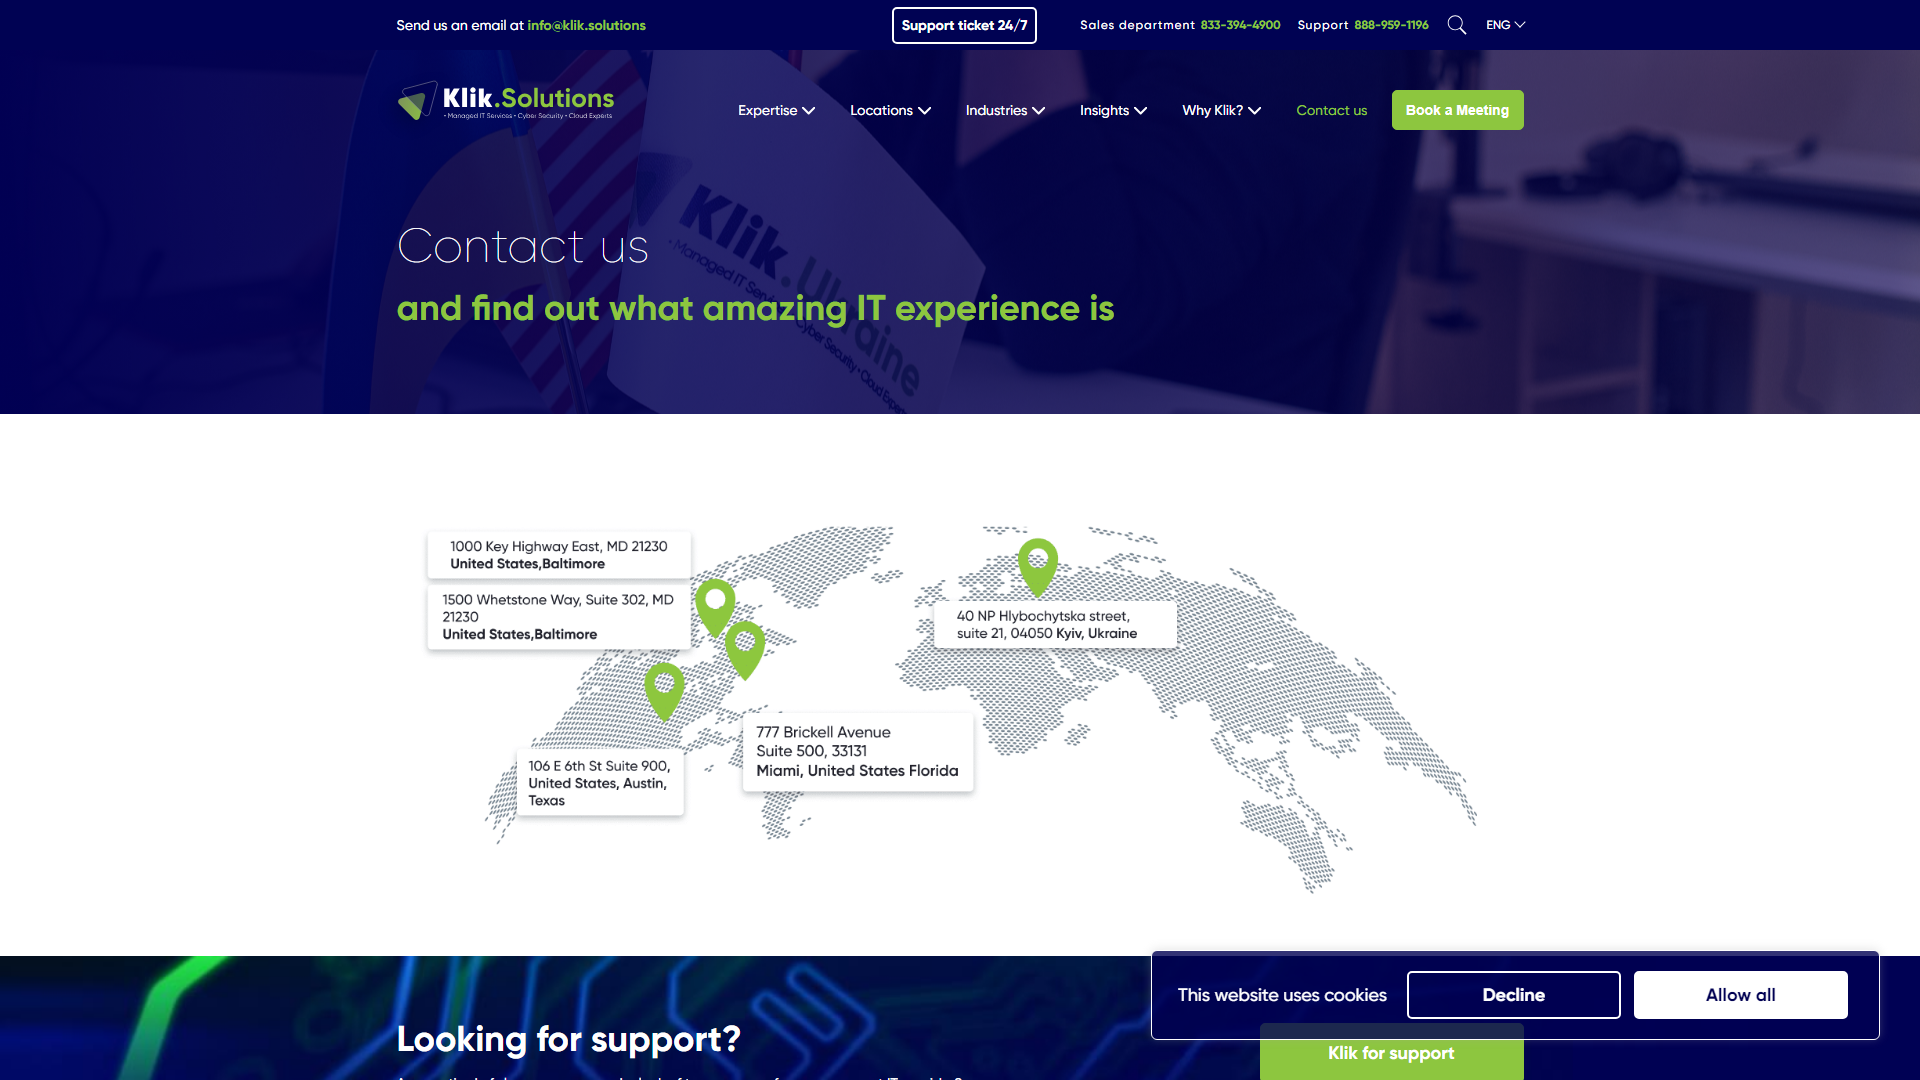 Send us an email at info@klik.solutions
Support ticket 24/7
Sales department 833-394-4900
Support 888-959-1196
ENG
Klik.Solutions
• Managed IT Services • Cyber Security • Cloud Experts
Expertise
Locations
Industries
Insights
Why Klik?
Contact us
Book a Meeting
Klik.Ukraine
Contact us
and find out what amazing IT experience is
1000 Key Highway East, MD 21230
United States,Baltimore
1500 Whetstone Way, Suite 302, MD
21230
United States,Baltimore
40 NP Hlybochytska street,
suite 21, 04050 Kyiv, Ukraine
777 Brickell Avenue
Suite 500, 33131
Miami, United States Florida
106 E 6th St Suite 900,
United States, Austin,
Texas
This website uses cookies
Decline
Allow all
Looking for support?
Klik for support